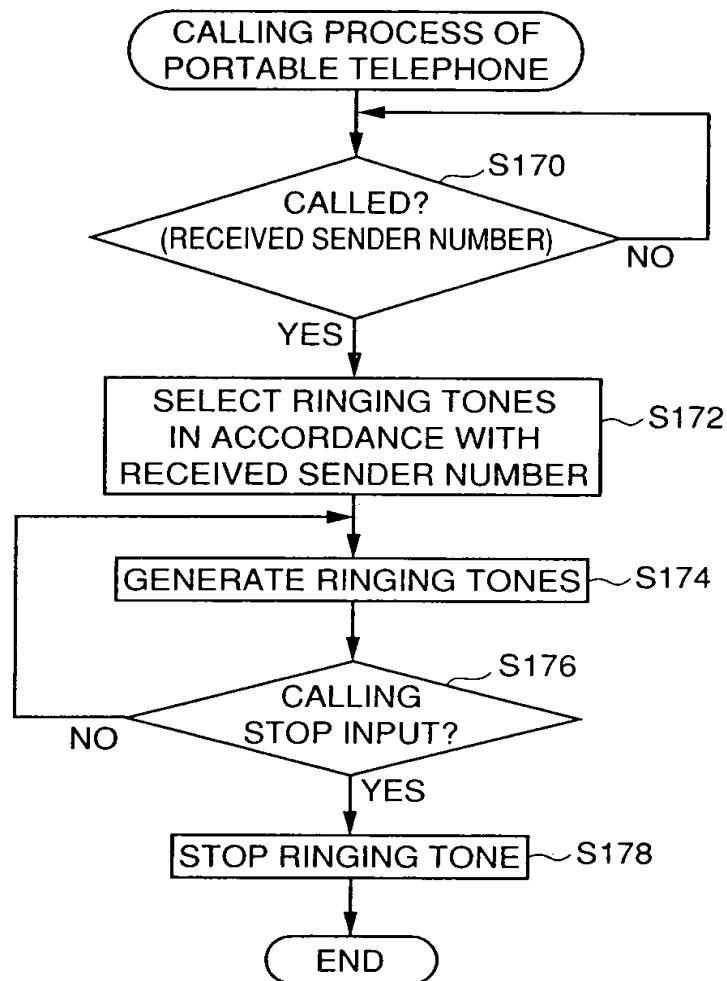 CALLING PROCESS OF
PORTABLE TELEPHONE
S170
CALLED?
(RECEIVED SENDER NUMBER)
NO
YES
SELECT RINGING TONES
IN ACCORDANCE WITH
RECEIVED SENDER NUMBER
S172
GENERATE RINGING TONES
S174
S176
CALLING
STOP INPUT?
NO
YES
STOP RINGING TONE
S178
END